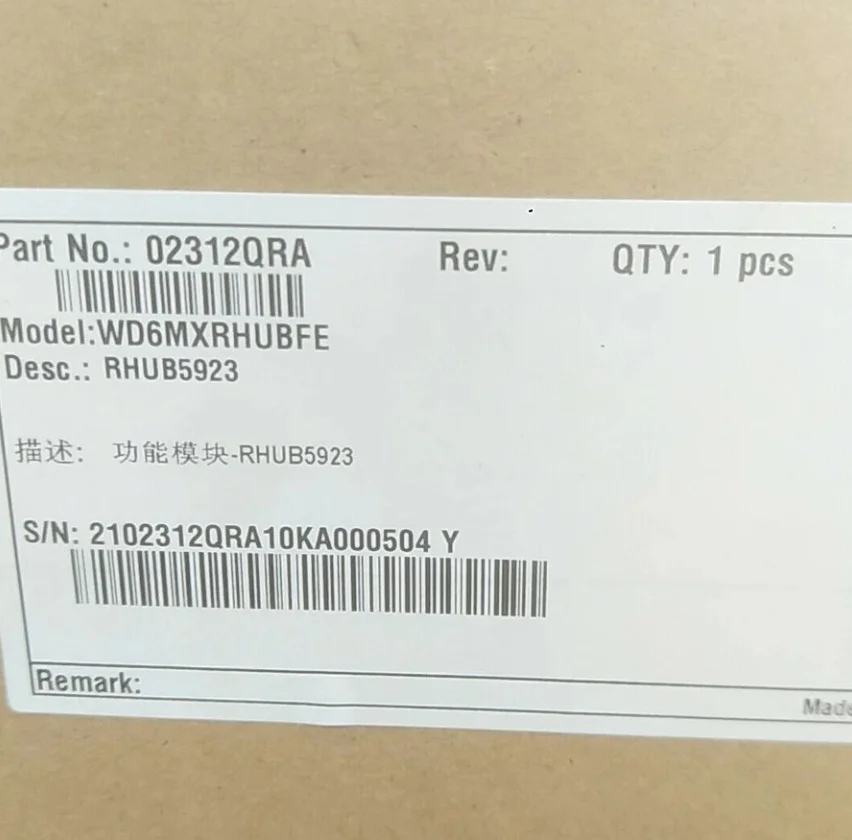 Part No.: 02312QRA Rev: QTY: 1 pcs
Model:WD6MXRHUBFE
Desc.: RHUB5923
描述: 功能模块-RHUB5923
S/N: 2102312QRA10KA000504 Y
Remark:
Made